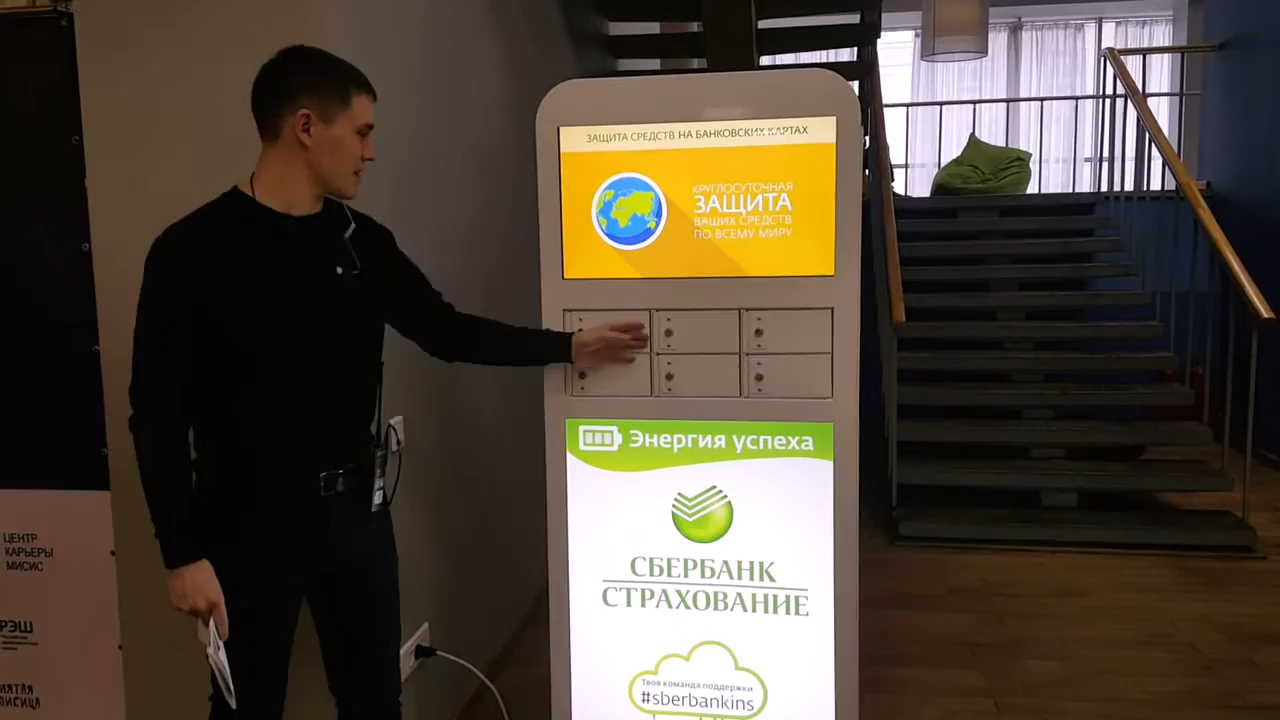 ЗАЩИТА СРЕДСТВ НА БАНКОВСКИХ КАРТАХ
КРУГЛОСУТОЧНАЯ
ЗАЩИТА
ВАШИХ СРЕДСТВ
ПО ВСЕМУ МИРУ
Энергия успеха
СБЕРБАНК
СТРАХОВАНИЕ
Твоя команда поддержки
#sberbankins
ЦЕНТР
КАРЬЕРЫ
МИСИС
РЭШ